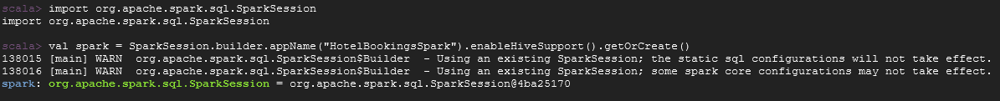 scala> import org.apache.spark.sql.SparkSession
import org.apache.spark.sql.SparkSession
scala> val spark = SparkSession.builder.appName("HotelBookingsSpark").enableHiveSupport().getOrCreate()
138015 [main] WARN  org.apache.spark.sql.SparkSession$Builder  - Using an existing SparkSession; the static sql configurations will not take effect.
138016 [main] WARN  org.apache.spark.sql.SparkSession$Builder  - Using an existing SparkSession; some spark core configurations may not take effect.
spark: org.apache.spark.sql.SparkSession = org.apache.spark.sql.SparkSession@4ba25170